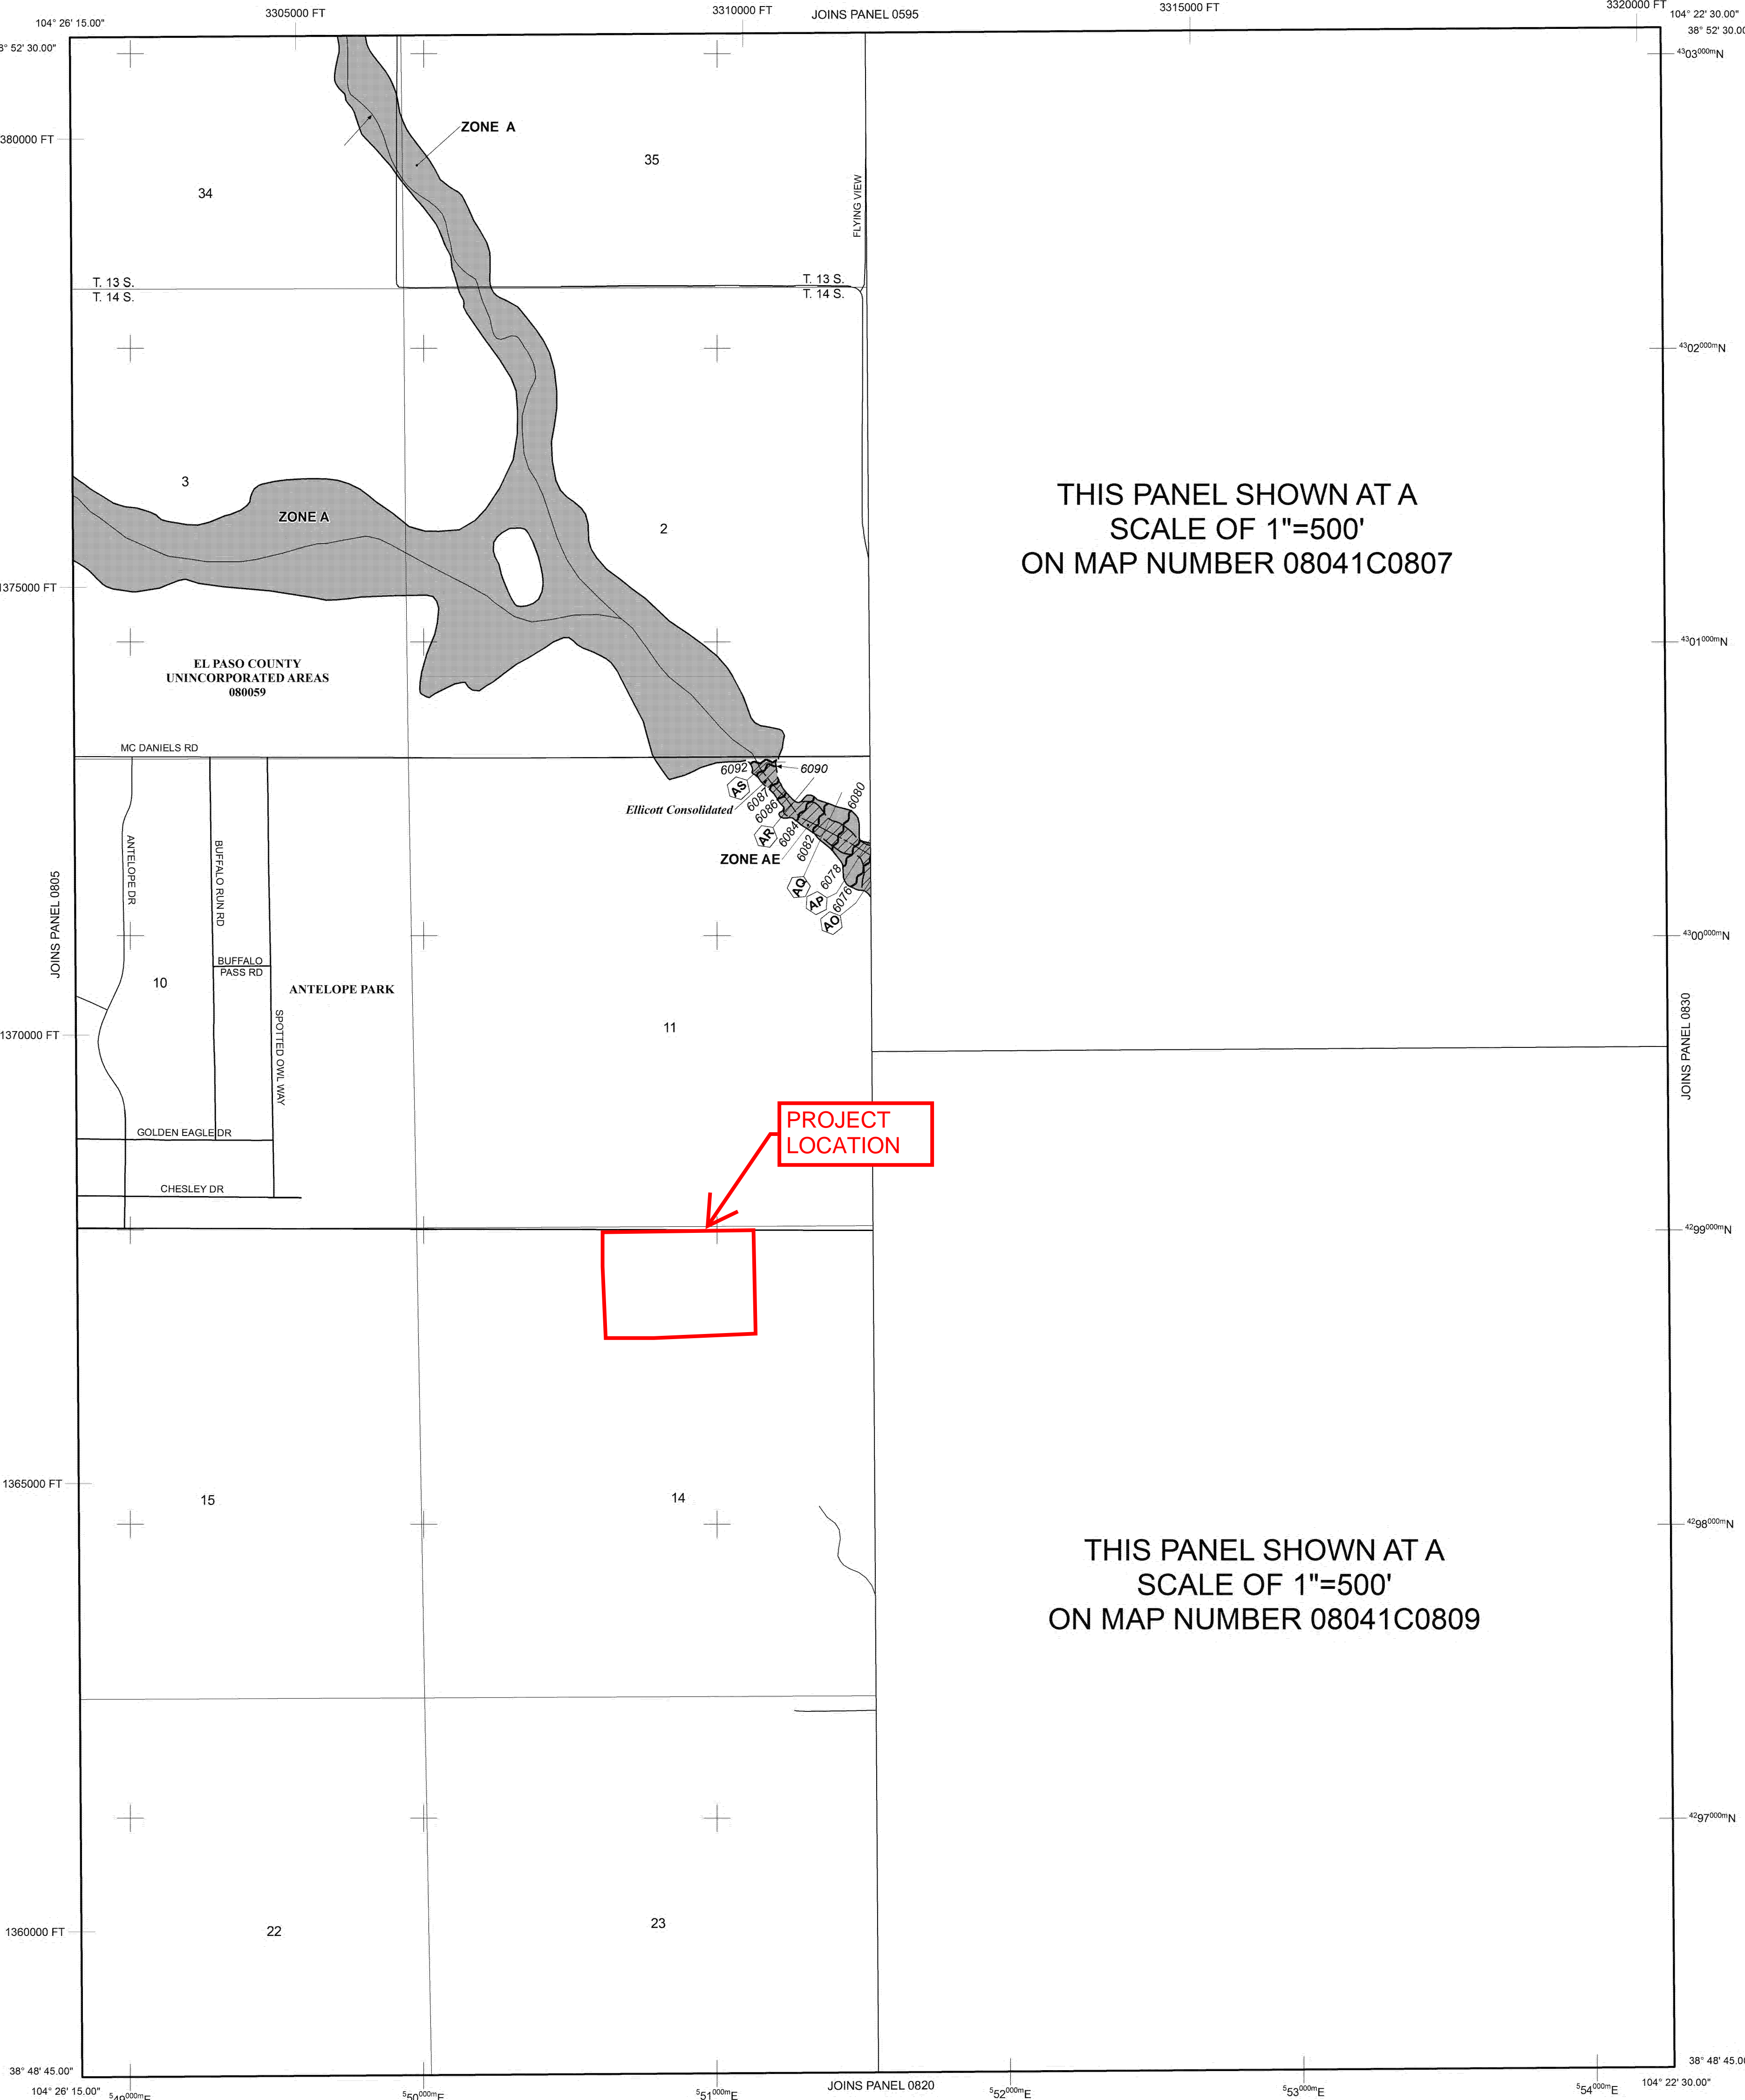 3305000 FT
3310000 FT
JOINS PANEL 0595
3315000 FT
3320000 FT
104° 26' 15.00"
104° 22' 30.00"
8° 52' 30.00"
38° 52' 30.00
4303000mN
380000 FT
ZONE A
35
34
FLYING VIEW
T. 13 S.
T. 14 S.
T. 13 S.
T. 14 S.
4302000mN
3
ZONE A
2
THIS PANEL SHOWN AT A
SCALE OF 1"=500'
ON MAP NUMBER 08041C0807
1375000 FT
4301000mN
EL PASO COUNTY
UNINCORPORATED AREAS
080059
MC DANIELS RD
6092
6090
AS
6087
6086
6080
Ellicott Consolidated
AR
6084
6082
ZONE AE
6078
AQ
AP
6076
AO
ANTELOPE DR
BUFFALO RUN RD
JOINS PANEL 0805
4300000mN
BUFFALO
PASS RD
10
ANTELOPE PARK
SPOTTED OWL WAY
11
1370000 FT
JOINS PANEL 0830
PROJECT
LOCATION
GOLDEN EAGLE DR
CHESLEY DR
4299000mN
1365000 FT
15
14
4298000mN
THIS PANEL SHOWN AT A
SCALE OF 1"=500'
ON MAP NUMBER 08041C0809
4297000mN
1360000 FT
22
23
38° 48' 45.00"
38° 48' 45.00
104° 26' 15.00"
549000mE
550000mE
551000mE
JOINS PANEL 0820
552000mE
553000mE
554000mE
104° 22' 30.00"